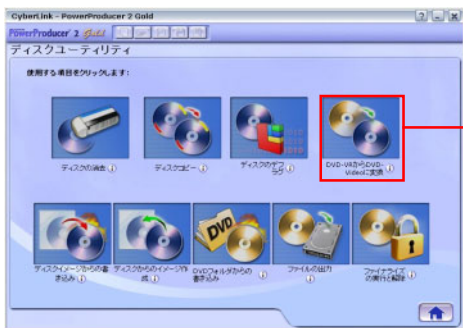 CyberLink - PowerProducer 2 Gold
PowerProducer 2 Gold
ディスクユーティリティ
使用する項目をクリックします:
ディスクの消去
ディスクコピー
ディスクのデフ
ラグ
DVD-VRからDVD-
Videoに変換
ディスクイメージからの書
き込み
ディスクからのイメージ作
成
DVD
DVDフォルダからの
書き込み
ファイルの出力
ファイナライズ
の実行と解除